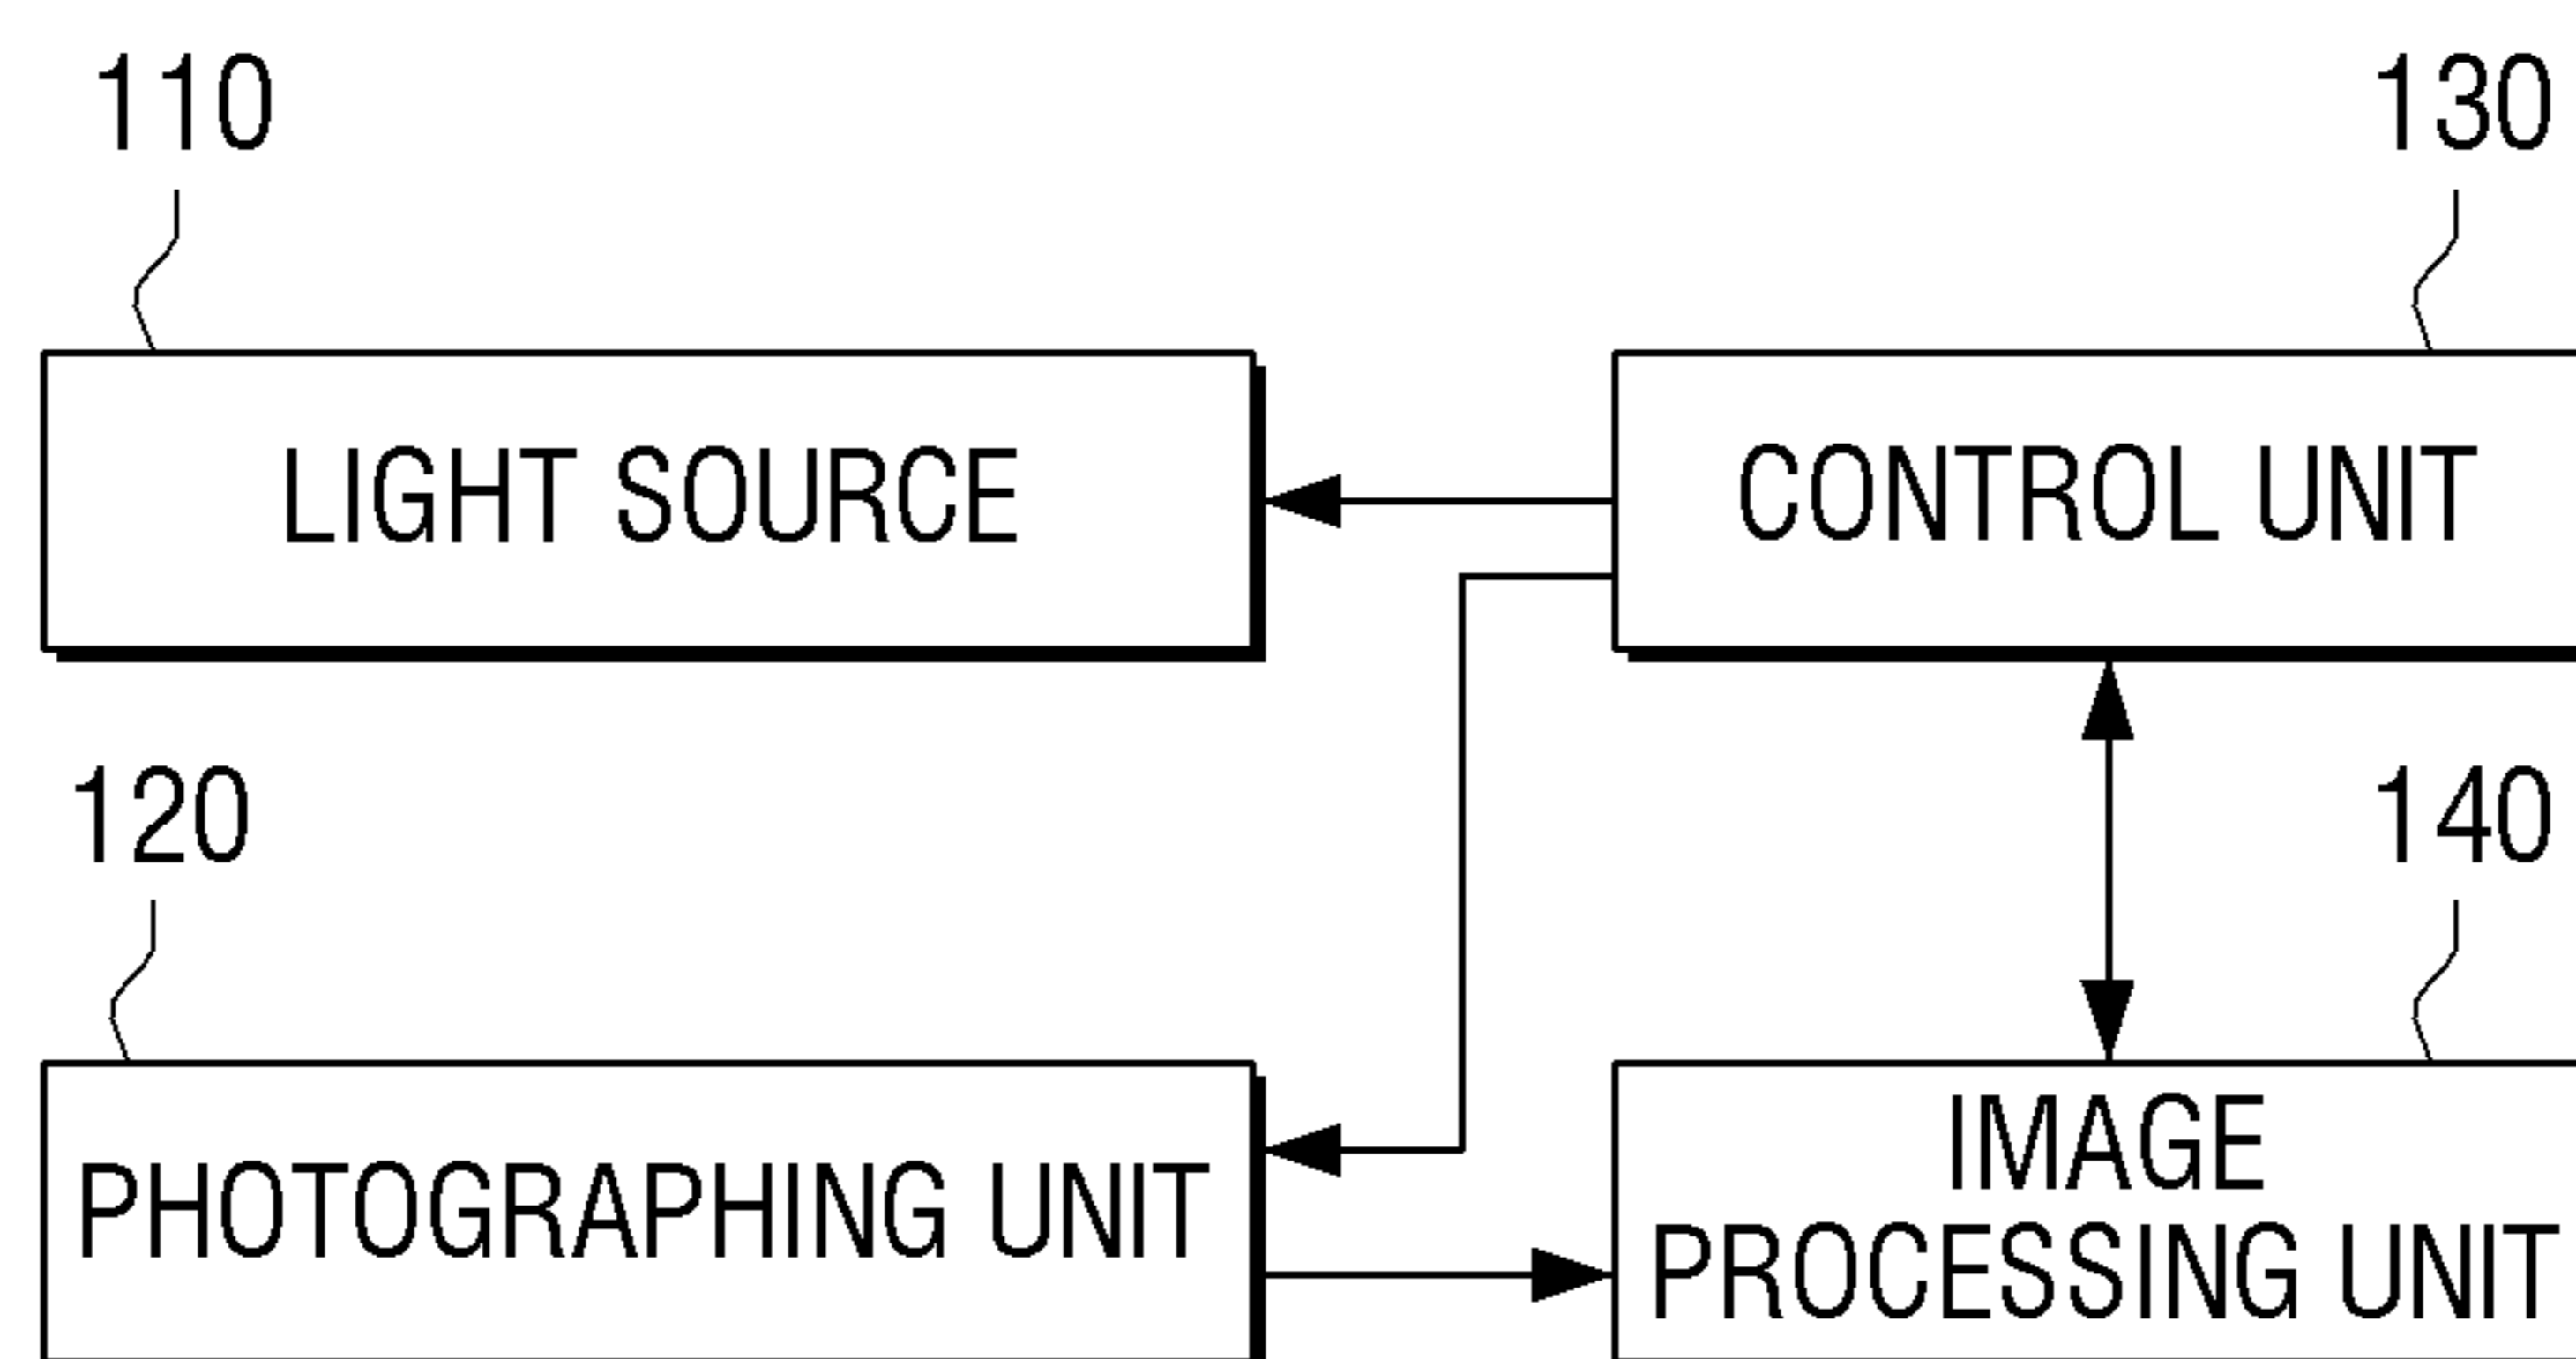 110
130
LIGHT SOURCE
CONTROL UNIT
120
140
PHOTOGRAPHING UNIT
IMAGE
PROCESSING UNIT